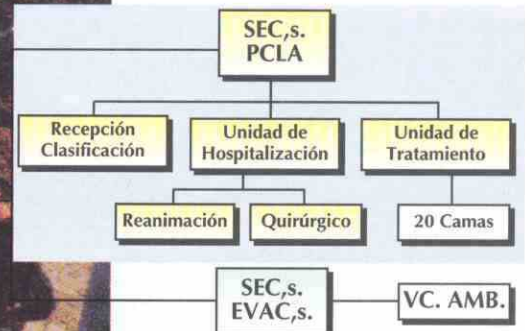 SEC,s.
PCLA
Recepción
Clasificación
Unidad de
Hospitalización
Unidad de
Tratamiento
Reanimación
Quirúrgico
20 Camas
SEC,s.
EVAC,s.
VC. AMB.